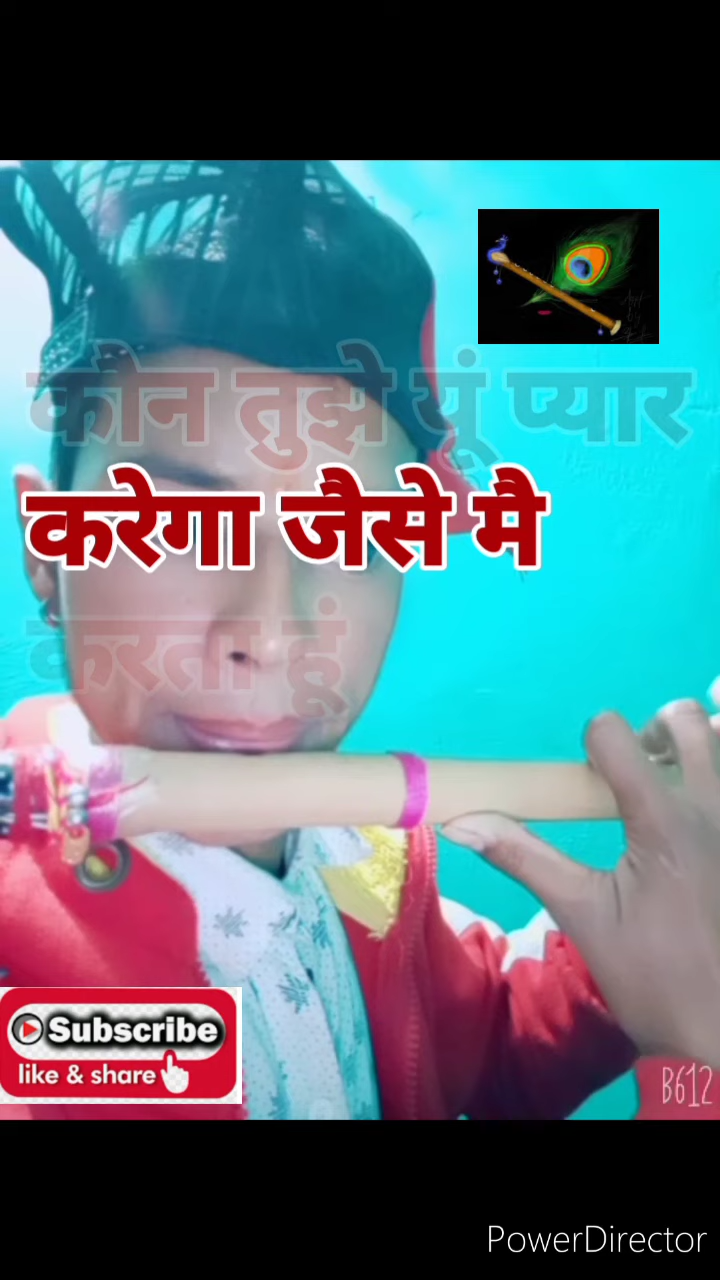 कौन तुझे यूं प्यार
करेगा जैसे मै
करता हूं
Subscribe
like & share
B612
PowerDirector